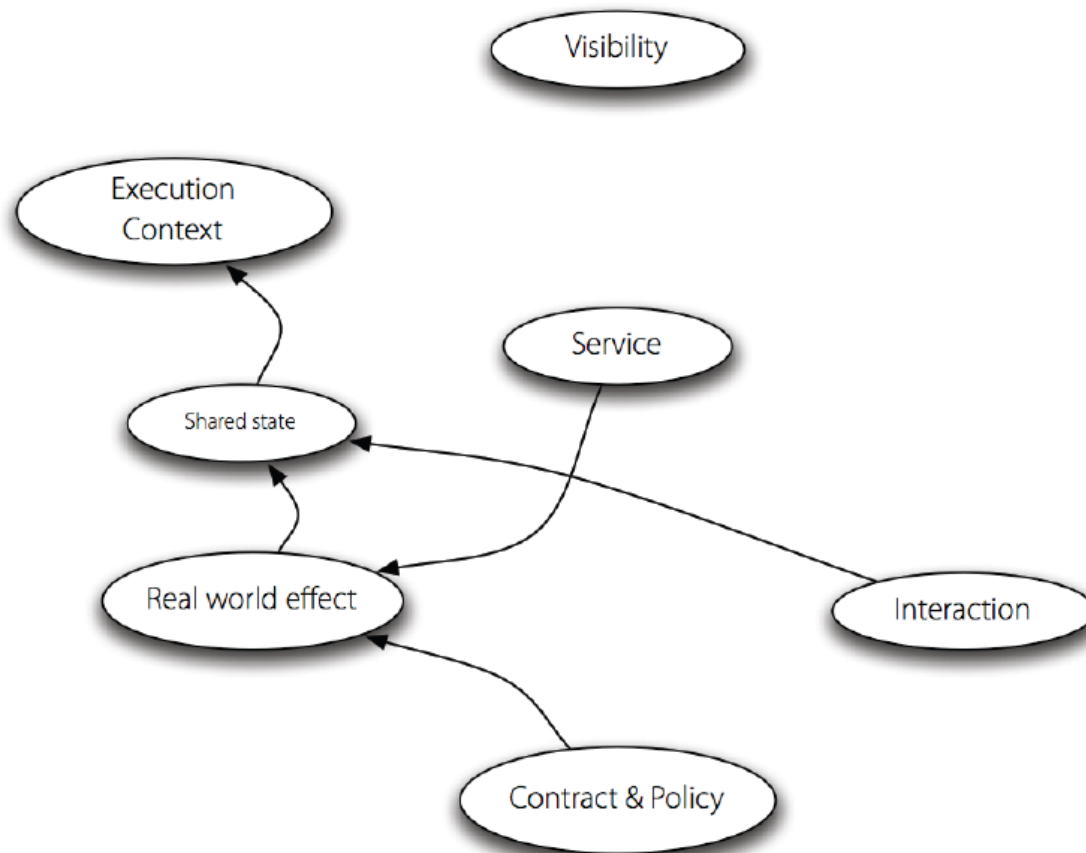 Visibility
Execution
Context
Service
Shared state
Real world effect
Interaction
Contract & Policy